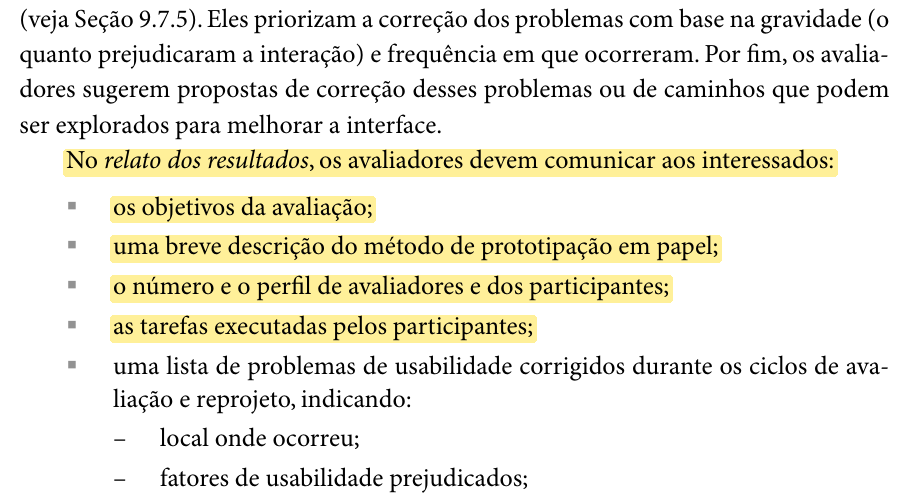 (veja Seção 9.7.5). Eles priorizam a correção dos problemas com base na gravidade (o
quanto prejudicaram a interação) e frequência em que ocorreram. Por fim, os avalia-
dores sugerem propostas de correção desses problemas ou de caminhos que podem
ser explorados para melhorar a interface.
No relato dos resultados, os avaliadores devem comunicar aos interessados:
▪ os objetivos da avaliação;
▪ uma breve descrição do método de prototipação em papel;
▪ o número e o perfil de avaliadores e dos participantes;
▪ as tarefas executadas pelos participantes;
▪ uma lista de problemas de usabilidade corrigidos durante os ciclos de ava-
liação e reprojeto, indicando:
– local onde ocorreu;
– fatores de usabilidade prejudicados;